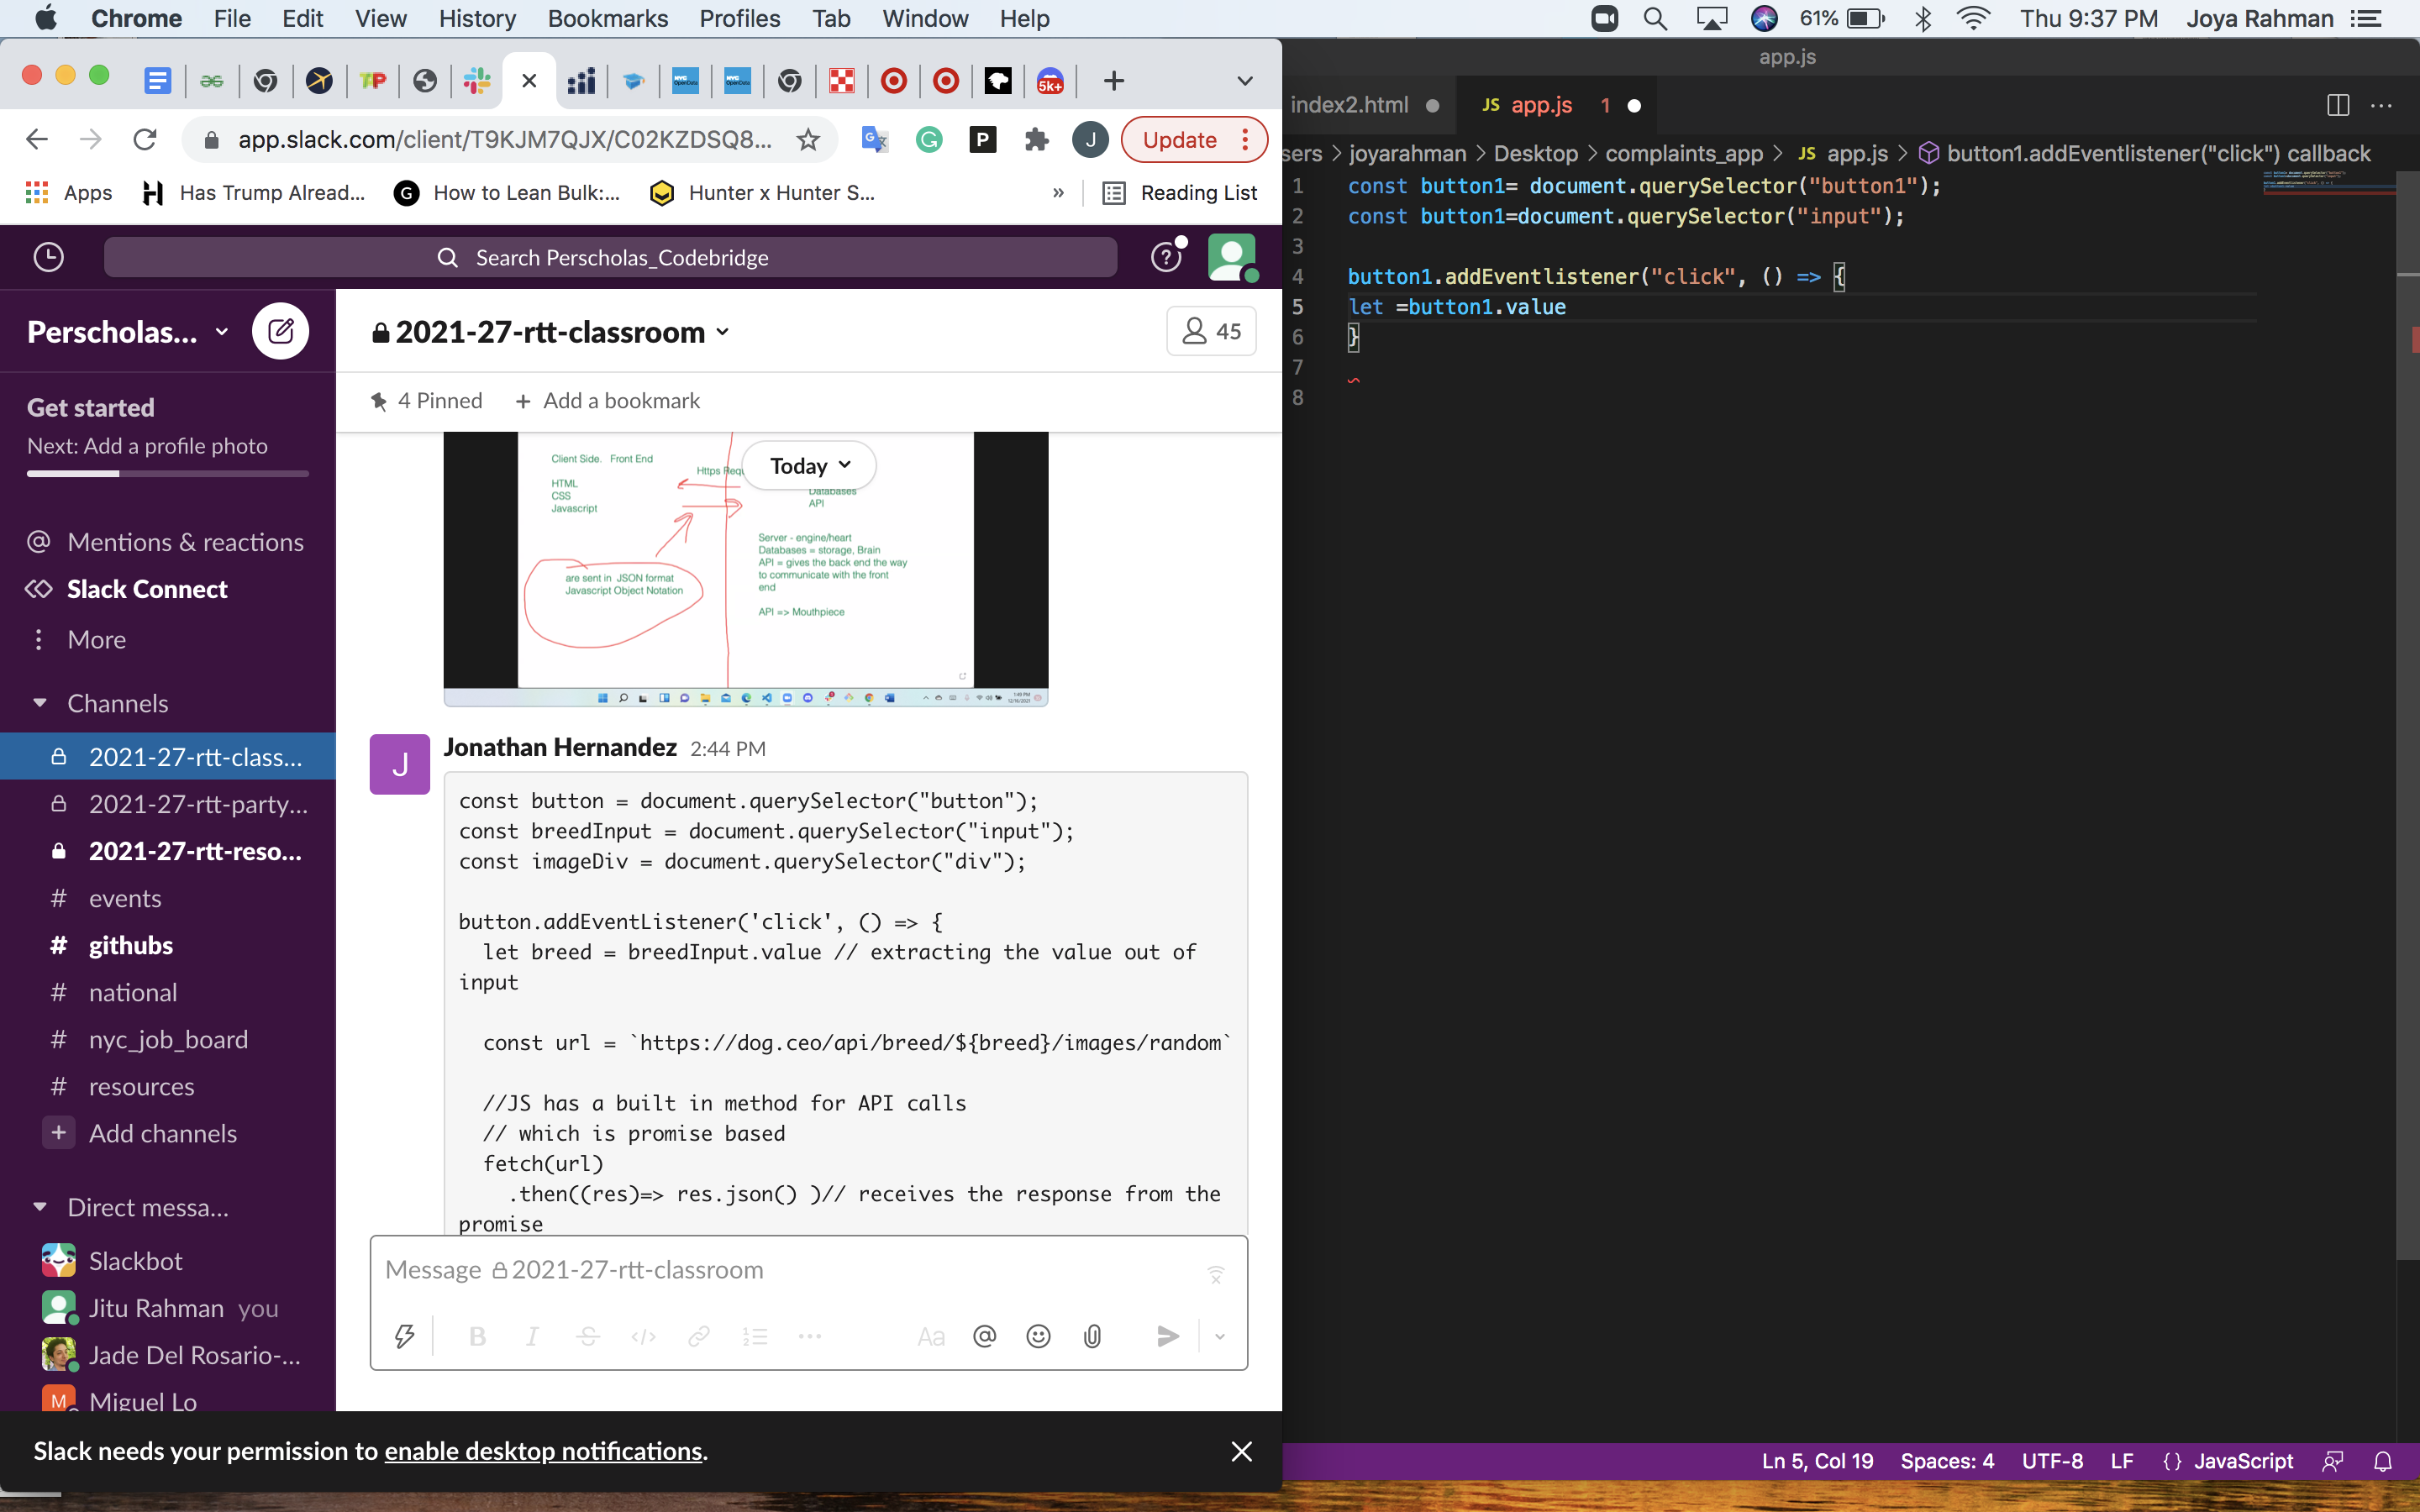 Chrome File Edit View History Bookmarks Profiles Tab Window Help 61% Thu 9:37 PM Joya Rahman
5k+
app.slack.com/client/T9KJM7QJX/C02KZDSQ8... P J Update
Apps Has Trump Alread... How to Lean Bulk:... Hunter x Hunter S... » Reading List
Search Perscholas_Codebridge
Perscholas...
Get started
Next: Add a profile photo
Mentions & reactions
Slack Connect
More
Channels
2021-27-rtt-class...
2021-27-rtt-party...
2021-27-rtt-reso...
# events
# githubs
# national
# nyc_job_board
# resources
+ Add channels
Direct messa...
Slackbot
Jitu Rahman you
Jade Del Rosario-...
M Miguel Lo
2021-27-rtt-classroom 45
4 Pinned + Add a bookmark
Today
Client Side. Front End
Https Requ
HTML
CSS
Javascript
Databases
API
Server - engine/heart
Databases = storage, Brain
API = gives the back end the way
to communicate with the front
end
API => Mouthpiece
are sent in JSON format
Javascript Object Notation
J
Jonathan Hernandez 2:44 PM
const button = document.querySelector("button");
const breedInput = document.querySelector("input");
const imageDiv = document.querySelector("div");
button.addEventListener('click', () => {
let breed = breedInput.value // extracting the value out of
input
const url = `https://dog.ceo/api/breed/${breed}/images/random`
//JS has a built in method for API calls
// which is promise based
fetch(url)
.then((res)=> res.json() )// receives the response from the
promise
Message 2021-27-rtt-classroom
B I S </> Aa @
Slack needs your permission to enable desktop notifications.
app.js
index2.html JS app.js 1
sers > joyarahman > Desktop > complaints_app > JS app.js > button1.addEventlistener("click") callback
1 const button1= document.querySelector("button1");
2 const button1=document.querySelector("input");
3
4 button1.addEventlistener("click", () => {
5 let =button1.value
6 }
7
8
Ln 5, Col 19 Spaces: 4 UTF-8 LF {} JavaScript